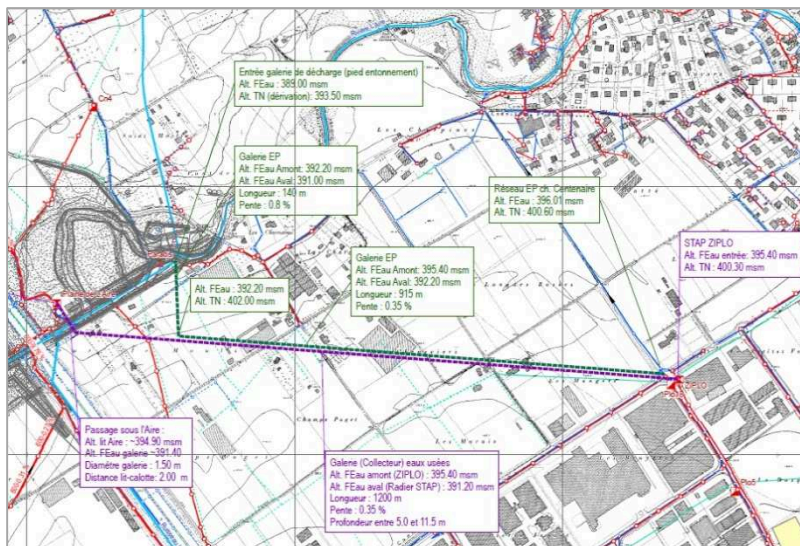 Entrée galerie de décharge (pied entonnement)
Alt. FEau : 389.00 msm
Alt. TN (dérivation): 393.50 msm
Cn4
Galerie EP
Alt. FEau Amont: 392.20 msm
Alt. FEau Aval: 391.00 msm
Longueur : 140 m
Pente : 0.8 %
Réseau EP ch. Centenaire
Alt. FEau : 396.01 msm
Alt. TN : 400.60 msm
STAP ZIPLO
Alt. FEau entrée: 395.40 msm
Alt. TN : 400.30 msm
Galerie EP
Alt. FEau Amont: 395.40 msm
Alt. FEau Aval: 392.20 msm
Longueur : 915 m
Pente : 0.35 %
Alt. FEau : 392.20 msm
Alt. TN : 402.00 msm
ZIPLO
Champs Paget
Les Marais
Passage sous l'Aire :
Alt. lit Aire : ~394.90 msm
Alt. FEau galerie ~391.40
Diamètre galerie : 1.50 m
Distance lit-calotte: 2.00 m
Galerie (Collecteur) eaux usées
Alt. FEau amont (ZIPLO) : 395.40 msm
Alt. FEau aval (Radier STAP) : 391.20 msm
Longueur : 1200 m
Pente : 0.35 %
Profondeur entre 5.0 et 11.5 m